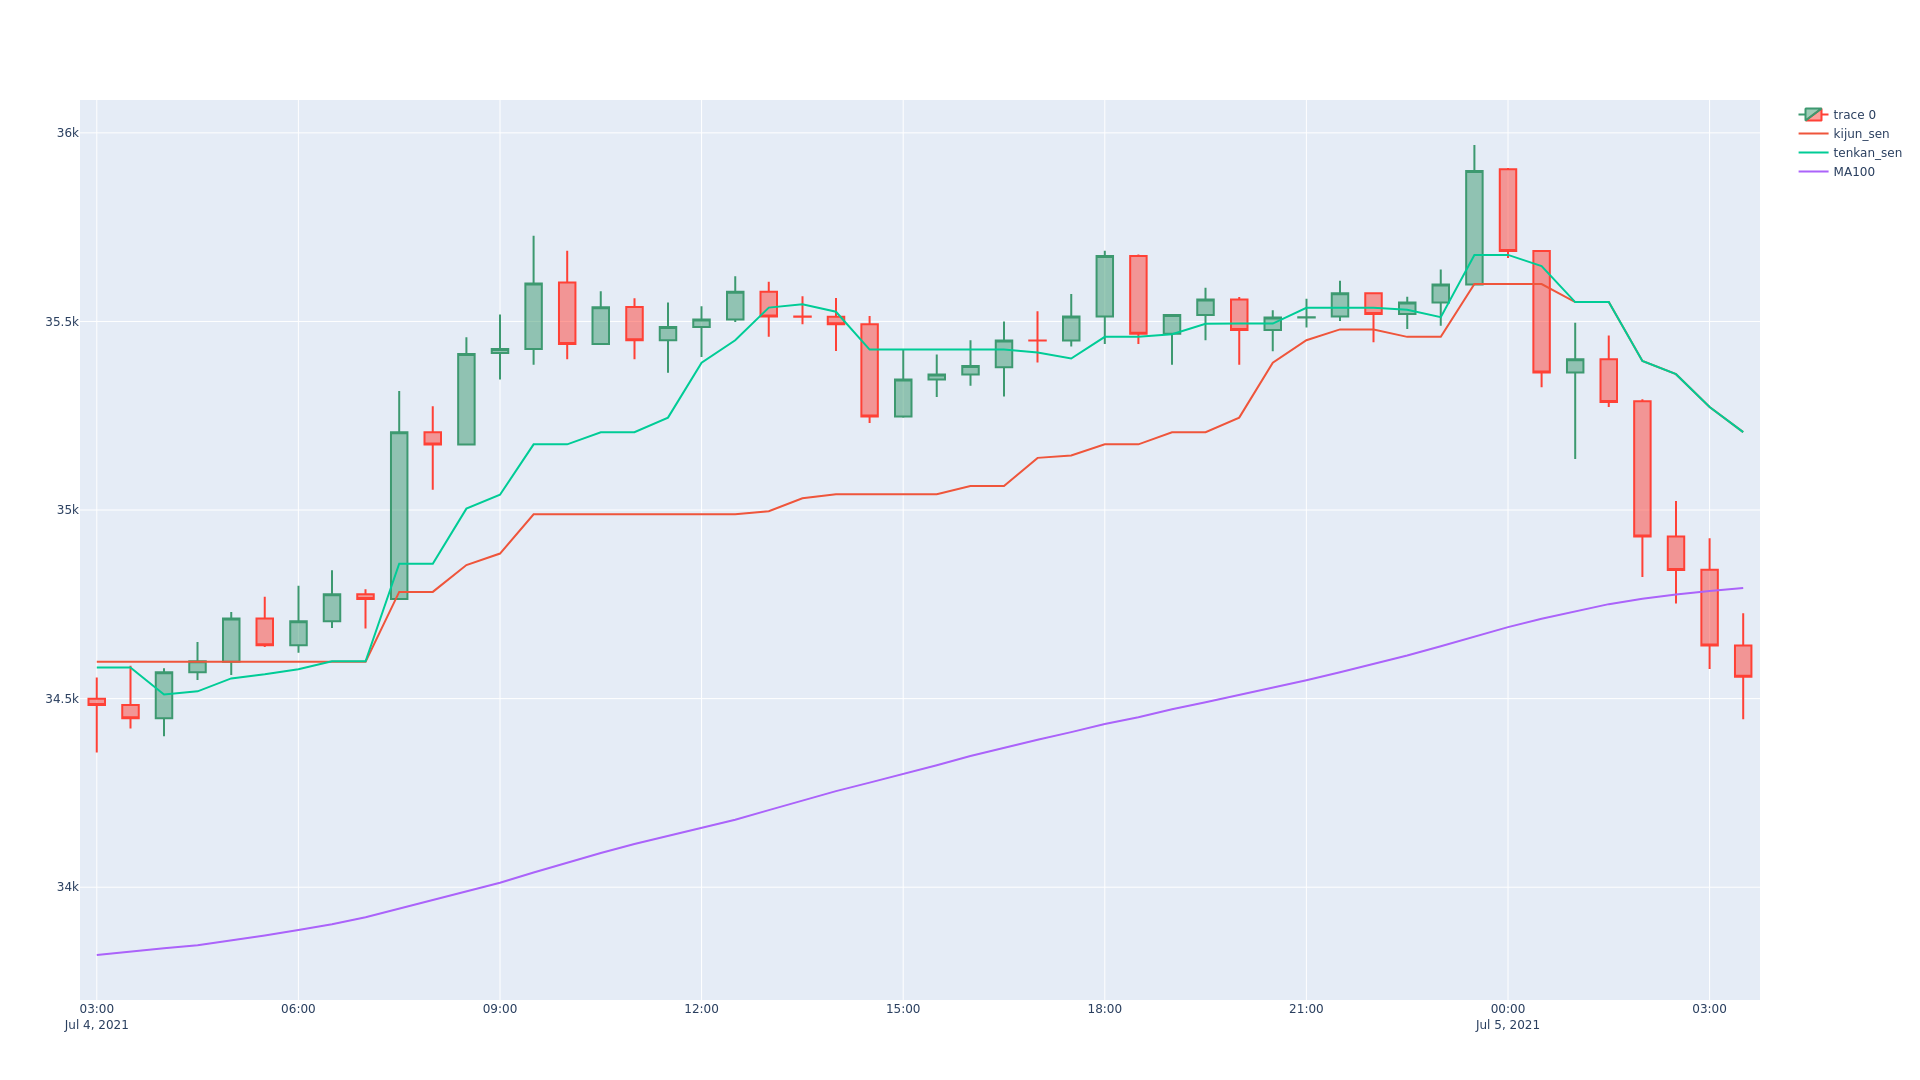 36k
35.5k
35k
34.5k
34k
03:00
Jul 4, 2021
06:00
09:00
12:00
15:00
18:00
21:00
00:00
Jul 5, 2021
03:00
trace 0
kijun_sen
tenkan_sen
MA100